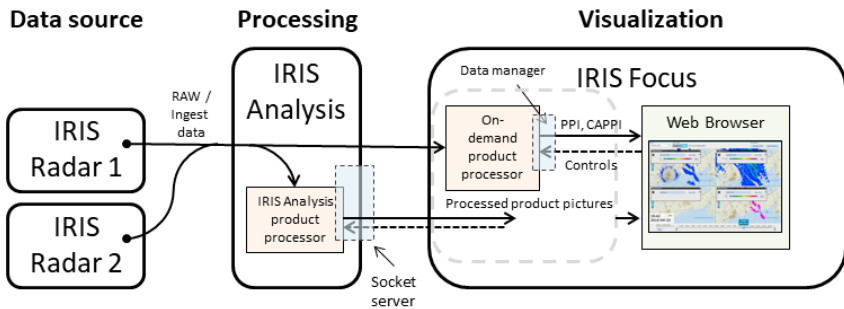 Data source
Processing
Visualization
IRIS
Radar 1
IRIS
Radar 2
RAW /
Ingest
data
IRIS
Analysis
IRIS Analysis
product
processor
Socket
server
Data manager
IRIS Focus
On-
demand
product
processor
PPI, CAPPI
Controls
Processed product pictures
Web Browser